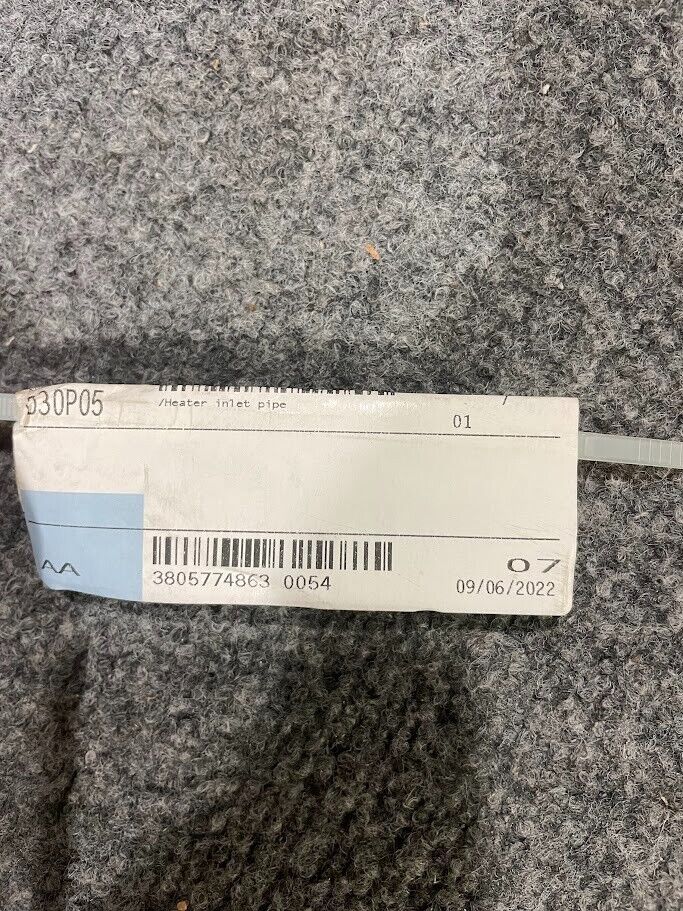 530P05
/Heater inlet pipe
01
AA
3805774863 0054
07
09/06/2022